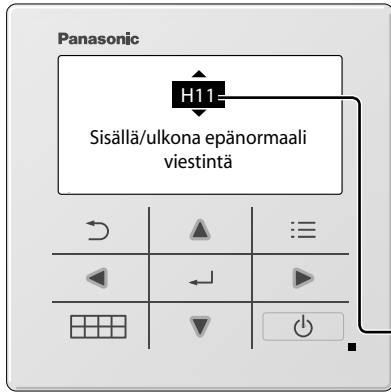 Panasonic
H11
Sisällä/ulkona epänormaali
viestintä